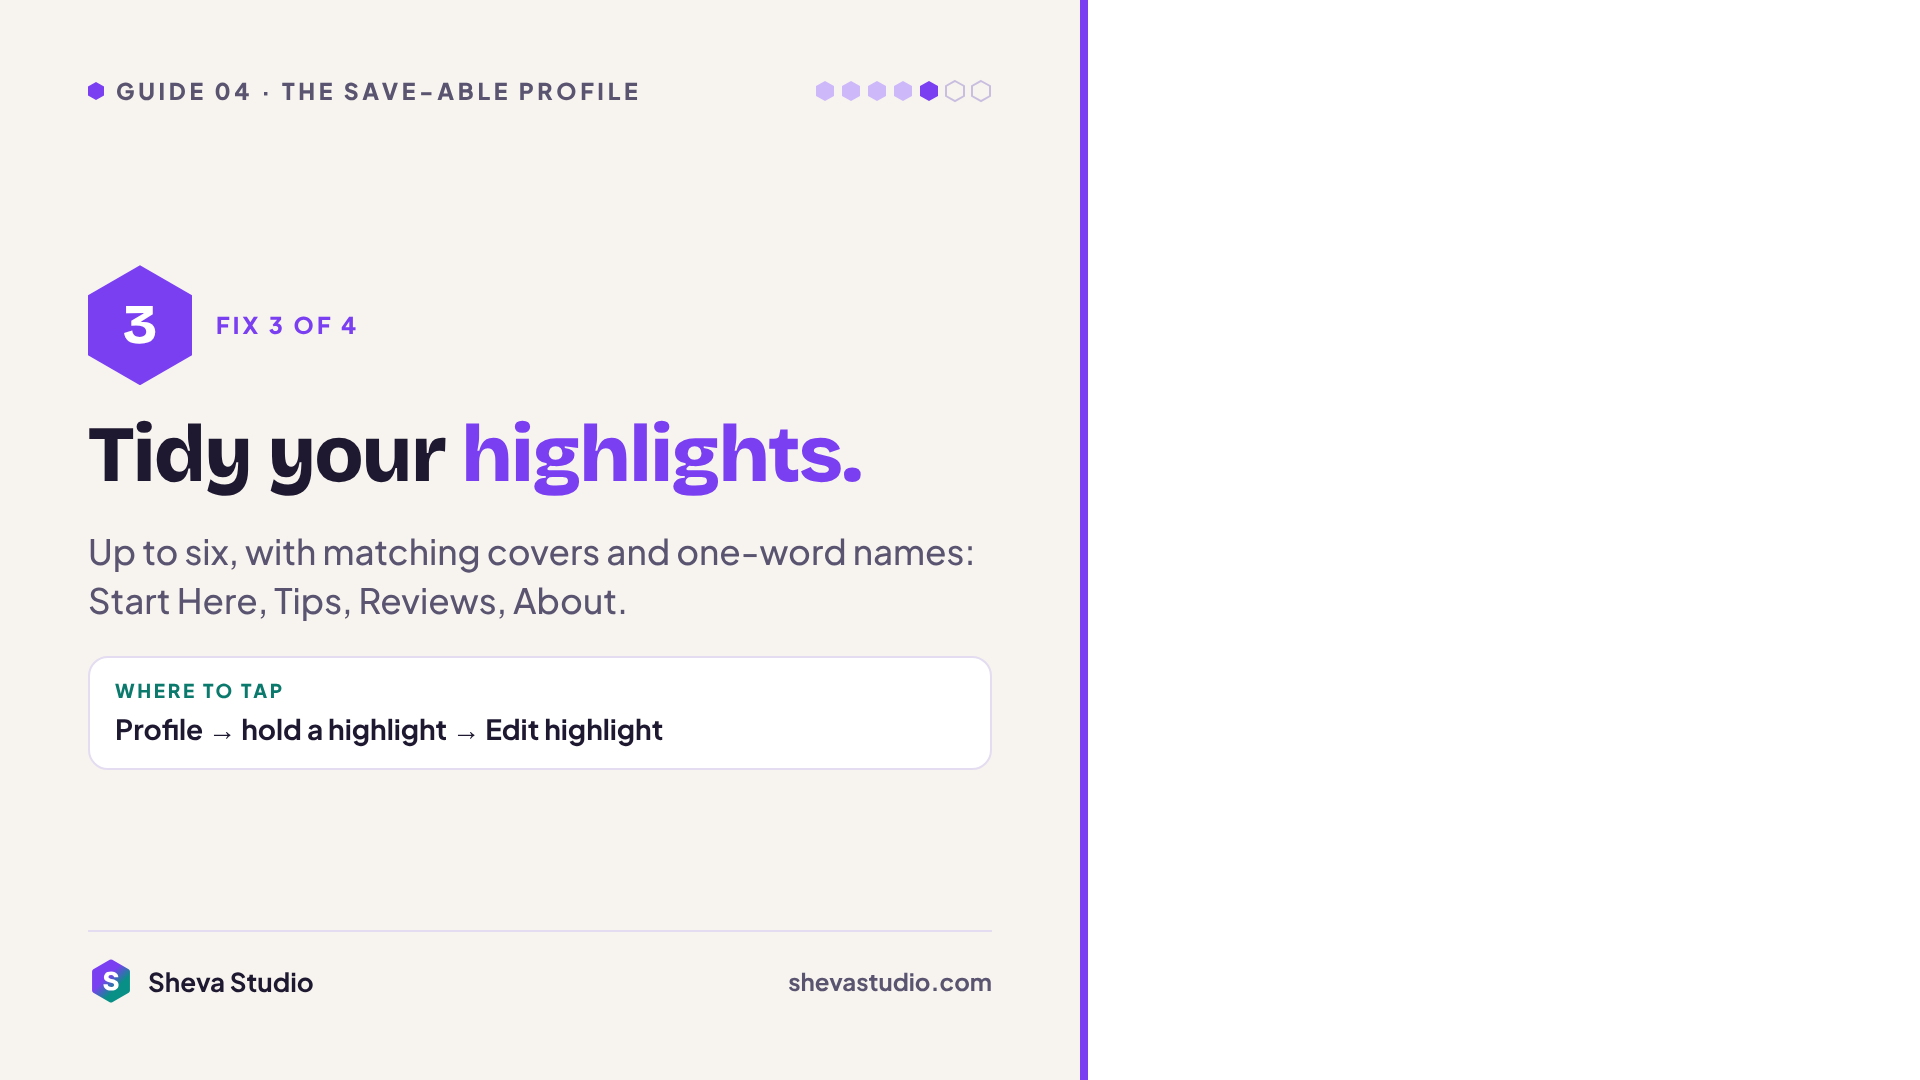 GUIDE 04 · THE SAVE-ABLE PROFILE
3
FIX 3 OF 4
Tidy your highlights.
Up to six, with matching covers and one-word names:
Start Here, Tips, Reviews, About.
WHERE TO TAP
Profile → hold a highlight → Edit highlight
S
Sheva Studio
shevastudio.com